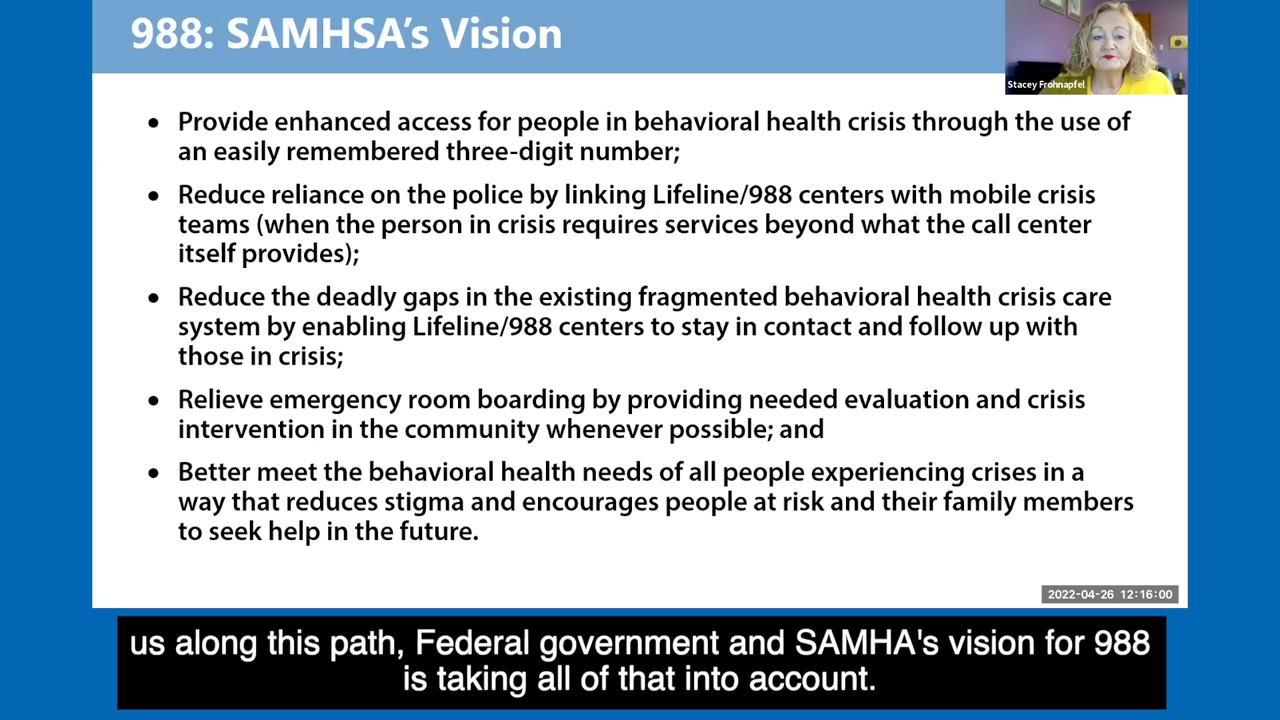 988: SAMHSA’s Vision
Stacey Frohnapfel
• Provide enhanced access for people in behavioral health crisis through the use of
an easily remembered three-digit number;
• Reduce reliance on the police by linking Lifeline/988 centers with mobile crisis
teams (when the person in crisis requires services beyond what the call center
itself provides);
• Reduce the deadly gaps in the existing fragmented behavioral health crisis care
system by enabling Lifeline/988 centers to stay in contact and follow up with
those in crisis;
• Relieve emergency room boarding by providing needed evaluation and crisis
intervention in the community whenever possible; and
• Better meet the behavioral health needs of all people experiencing crises in a
way that reduces stigma and encourages people at risk and their family members
to seek help in the future.
2022-04-26 12:16:00
us along this path, Federal government and SAMHA's vision for 988
is taking all of that into account.